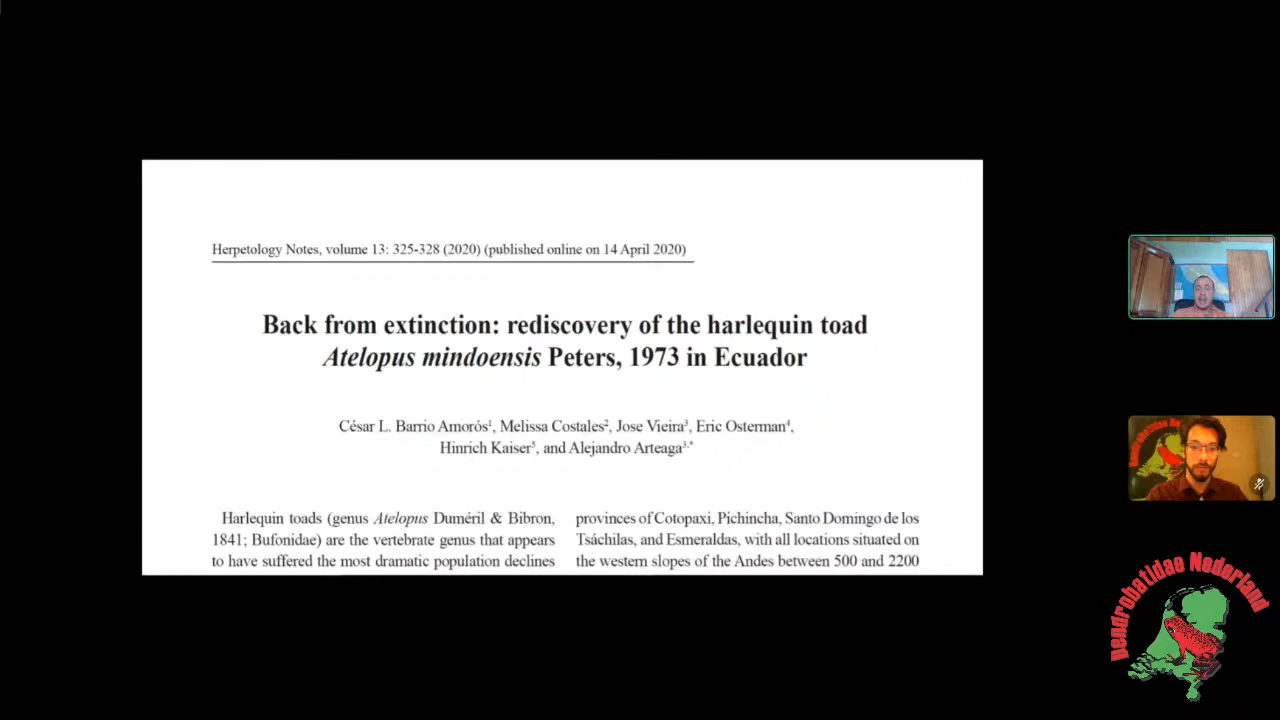 Herpetology Notes, volume 13: 325-328 (2020) (published online on 14 April 2020)
Back from extinction: rediscovery of the harlequin toad
Atelopus mindoensis Peters, 1973 in Ecuador
César L. Barrio Amorós¹, Melissa Costales², Jose Vieira³, Eric Osterman⁴,
Hinrich Kaiser⁵, and Alejandro Arteaga³,*
Harlequin toads (genus Atelopus Duméril & Bibron,
1841; Bufonidae) are the vertebrate genus that appears
to have suffered the most dramatic population declines
provinces of Cotopaxi, Pichincha, Santo Domingo de los
Tsáchilas, and Esmeraldas, with all locations situated on
the western slopes of the Andes between 500 and 2200
Dendrobatidae Nederland